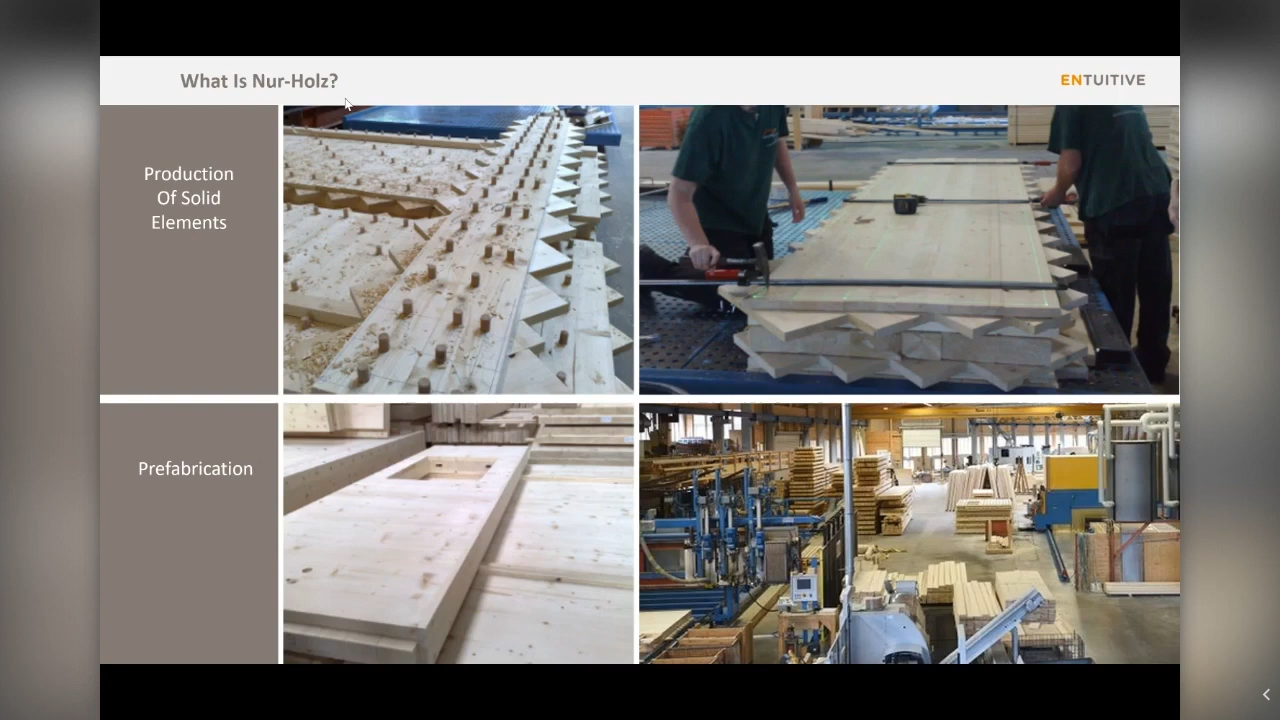 What Is Nur-Holz?
ENTUITIVE
Production
Of Solid
Elements
Prefabrication